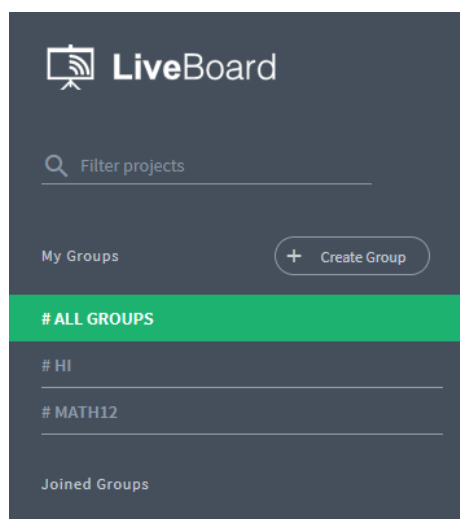 LiveBoard
Filter projects
My Groups
+ Create Group
# ALL GROUPS
# HI
# MATH12
Joined Groups